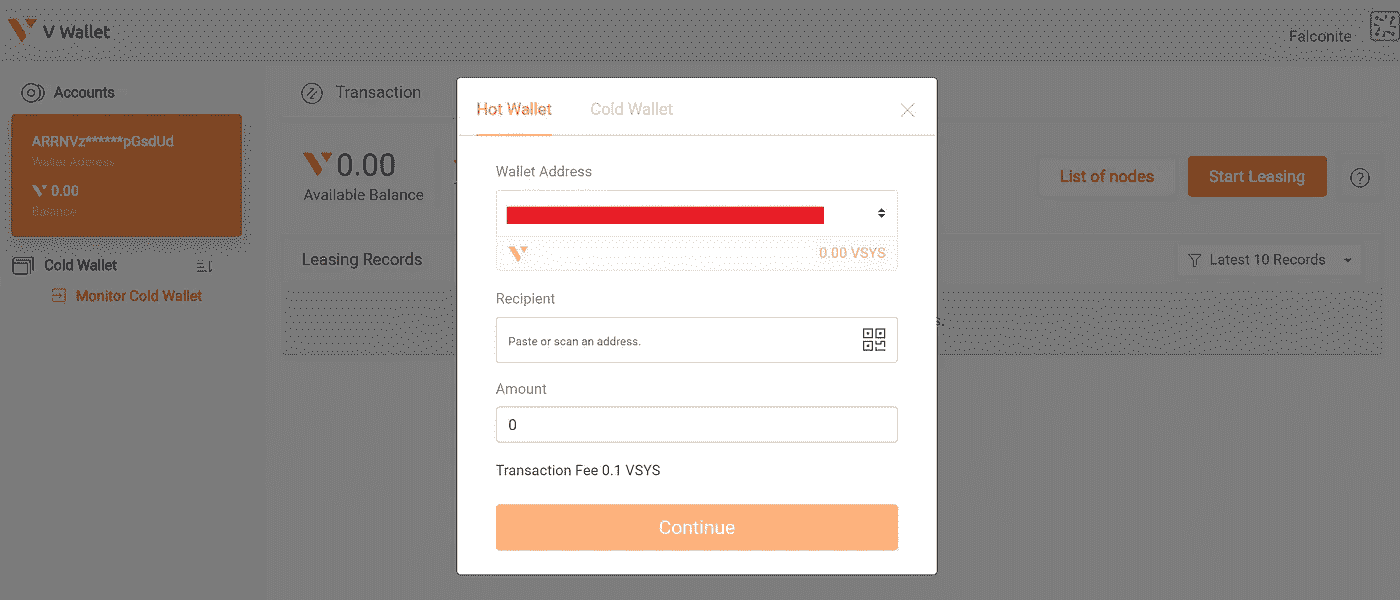 V Wallet
Falconite
Accounts
ARRNVz******pGsdUd
Wallet Address
0.00
Balance
Cold Wallet
Monitor Cold Wallet
Transaction
0.00
Available Balance
List of nodes
Start Leasing
Leasing Records
Latest 10 Records
Hot Wallet
Cold Wallet
Wallet Address
0.00 VSYS
Recipient
Paste or scan an address.
Amount
0
Transaction Fee 0.1 VSYS
Continue